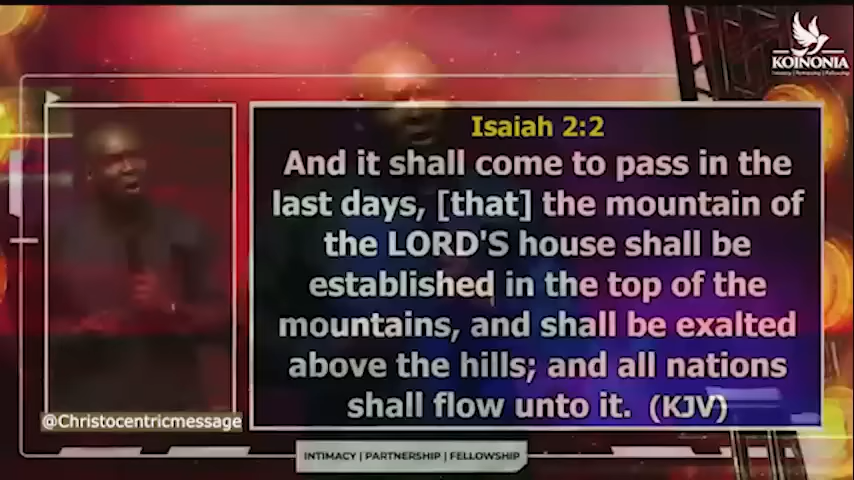 KOINONIA
Intimacy | Partnership | Fellowship
Isaiah 2:2
And it shall come to pass in the
last days, [that] the mountain of
the LORD'S house shall be
established in the top of the
mountains, and shall be exalted
above the hills; and all nations
shall flow unto it. (KJV)
@Christocentricmessage
INTIMACY | PARTNERSHIP | FELLOWSHIP